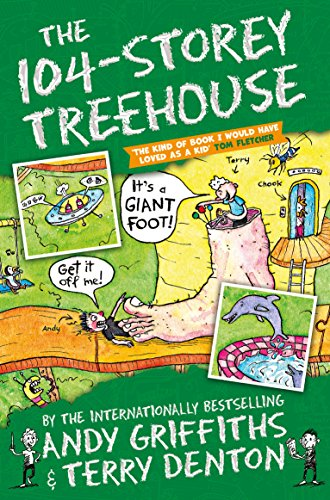 THE
104-STOREY
TREEHOUSE
'THE KIND OF BOOK I WOULD HAVE
LOVED AS A KID' TOM FLETCHER
Terry
Chook
It's a
GIANT
FOOT!
Get it
off me!
Andy
BY THE INTERNATIONALLY BESTSELLING
ANDY GRIFFITHS
& TERRY DENTON